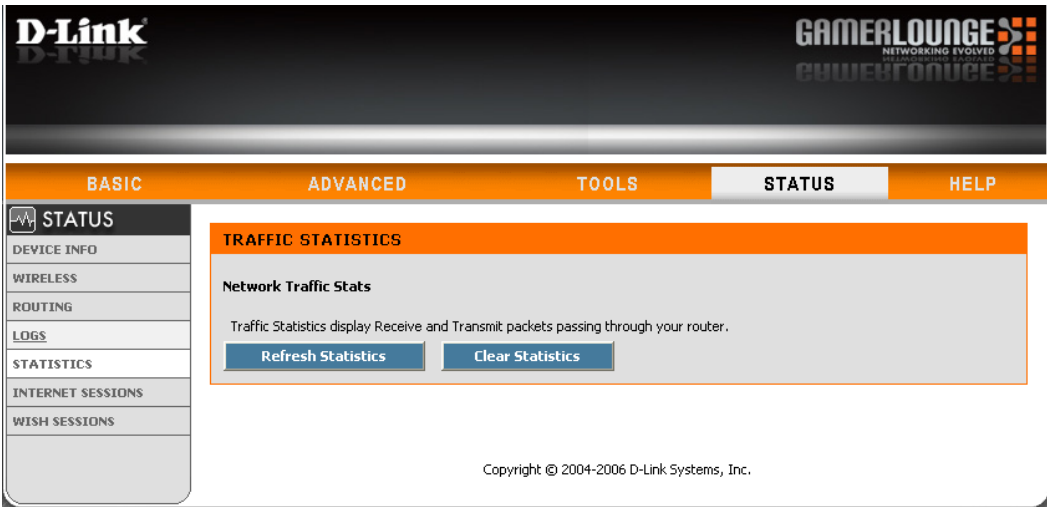 D-Link
GAMERLOUNGE
NETWORKING EVOLVED
BASIC ADVANCED TOOLS STATUS HELP
STATUS
DEVICE INFO
WIRELESS
ROUTING
LOGS
STATISTICS
INTERNET SESSIONS
WISH SESSIONS
TRAFFIC STATISTICS
Network Traffic Stats
Traffic Statistics display Receive and Transmit packets passing through your router.
Refresh Statistics Clear Statistics
Copyright © 2004-2006 D-Link Systems, Inc.